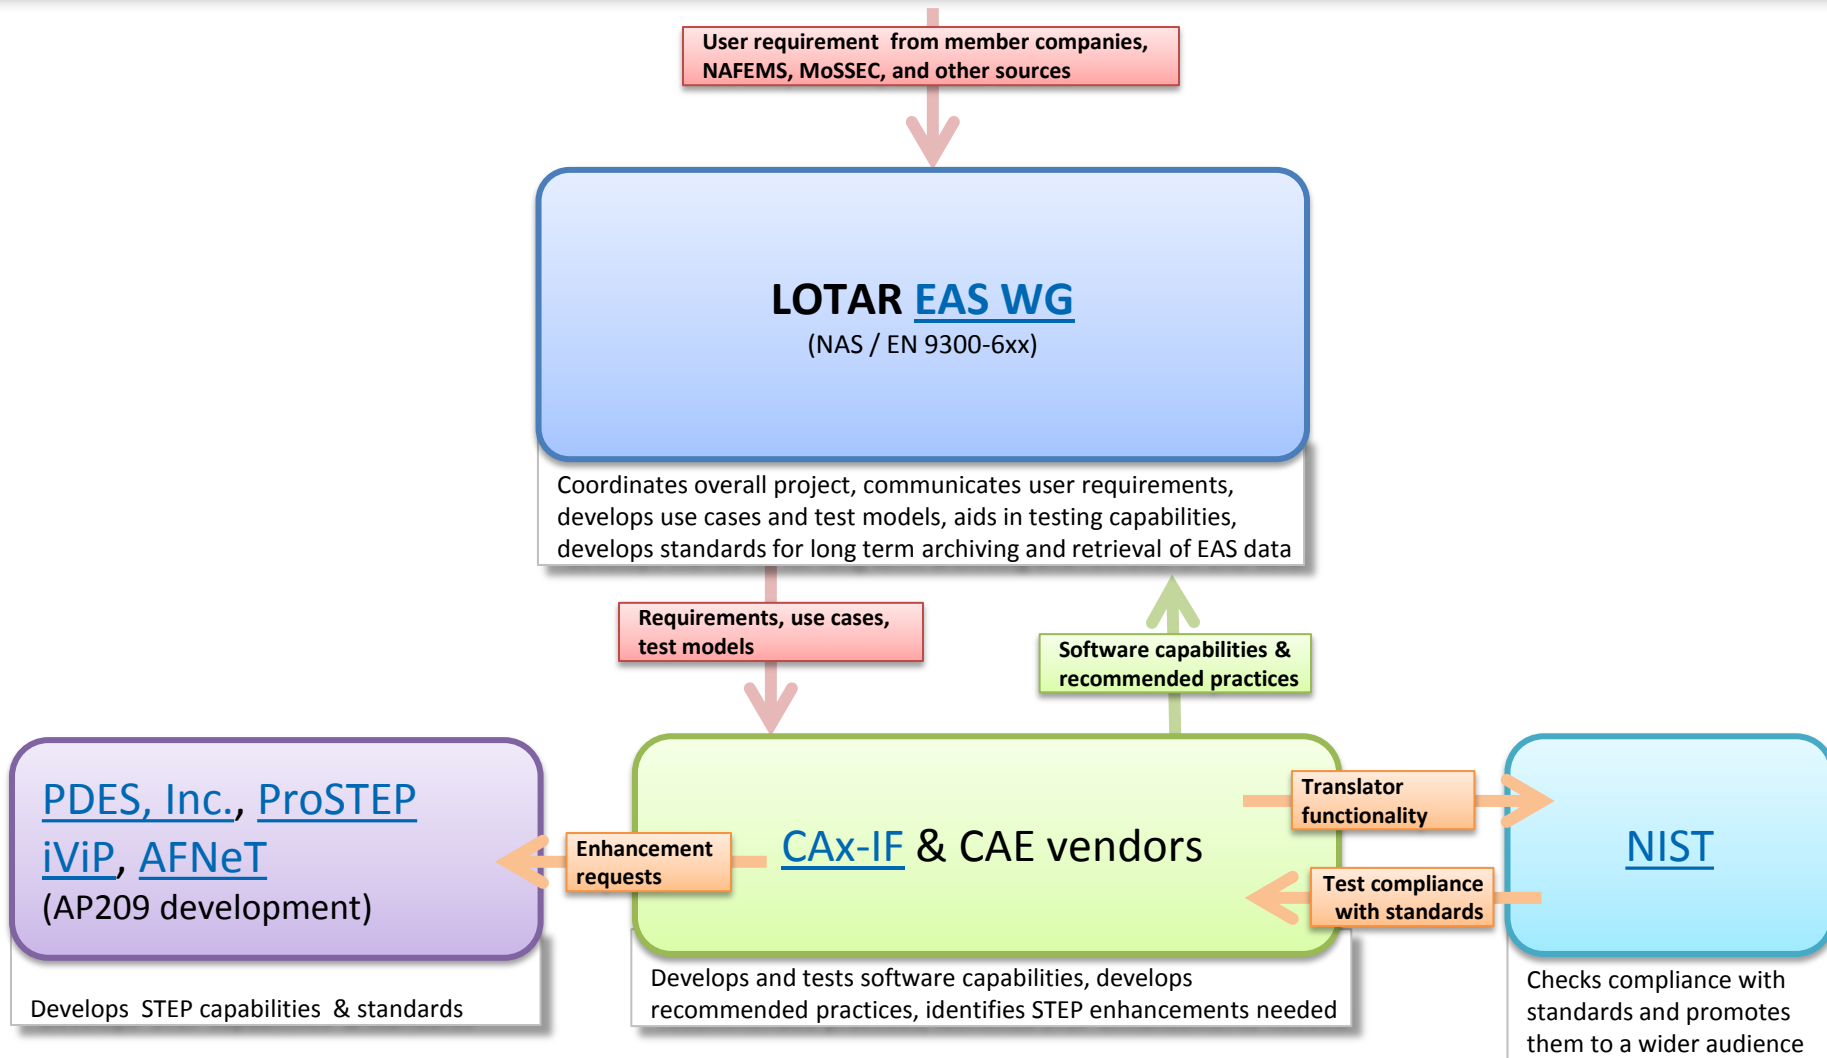 User requirement from member companies,
NAFEMS, MoSSEC, and other sources
LOTAR EAS WG
(NAS / EN 9300-6xx)
Coordinates overall project, communicates user requirements,
develops use cases and test models, aids in testing capabilities,
develops standards for long term archiving and retrieval of EAS data
Requirements, use cases,
test models
Software capabilities &
recommended practices
PDES, Inc., ProSTEP
iViP, AFNeT
(AP209 development)
Develops STEP capabilities & standards
Enhancement
requests
CAx-IF & CAE vendors
Develops and tests software capabilities, develops
recommended practices, identifies STEP enhancements needed
Translator
functionality
Test compliance
with standards
NIST
Checks compliance with
standards and promotes
them to a wider audience